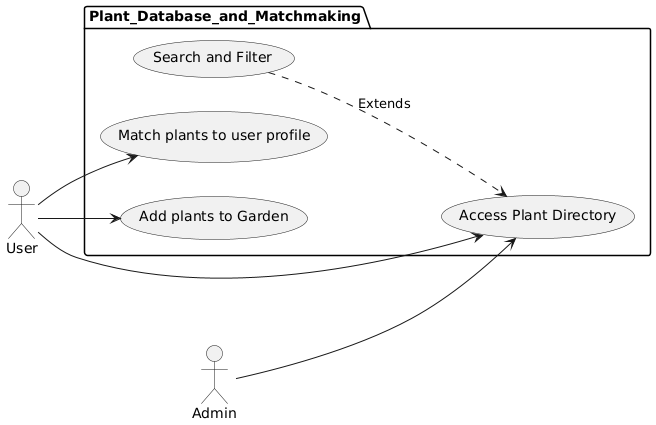 Plant_Database_and_Matchmaking
Search and Filter
Extends
Match plants to user profile
Add plants to Garden
Access Plant Directory
User
Admin